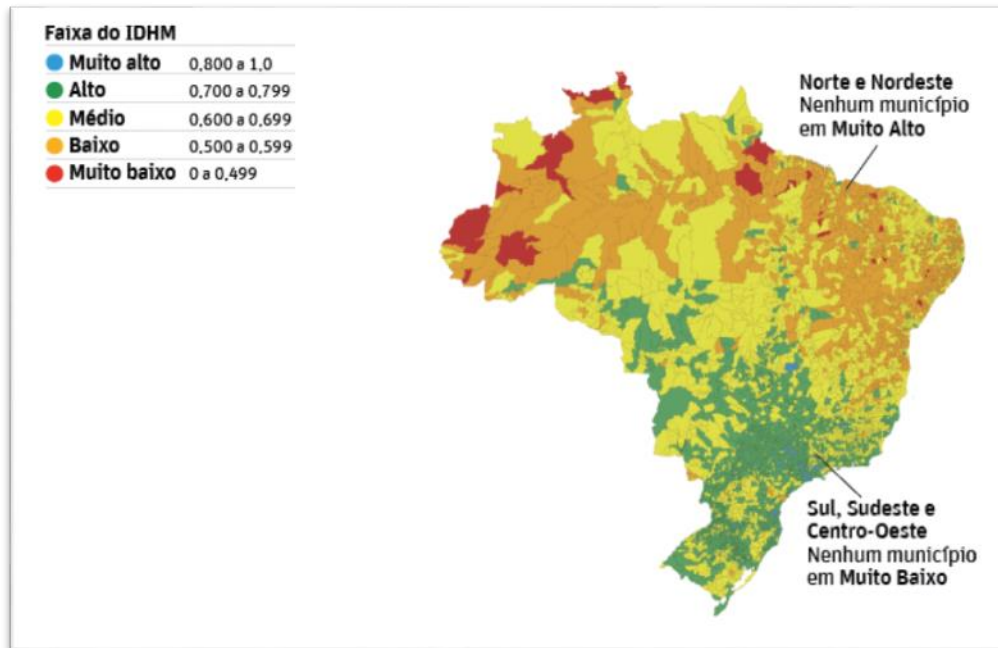 Faixa do IDHM
Muito alto 0,800 a 1,0
Alto 0,700 a 0,799
Médio 0,600 a 0,699
Baixo 0,500 a 0,599
Muito baixo 0 a 0,499
Norte e Nordeste
Nenhum município
em Muito Alto
Sul, Sudeste e
Centro-Oeste
Nenhum município
em Muito Baixo